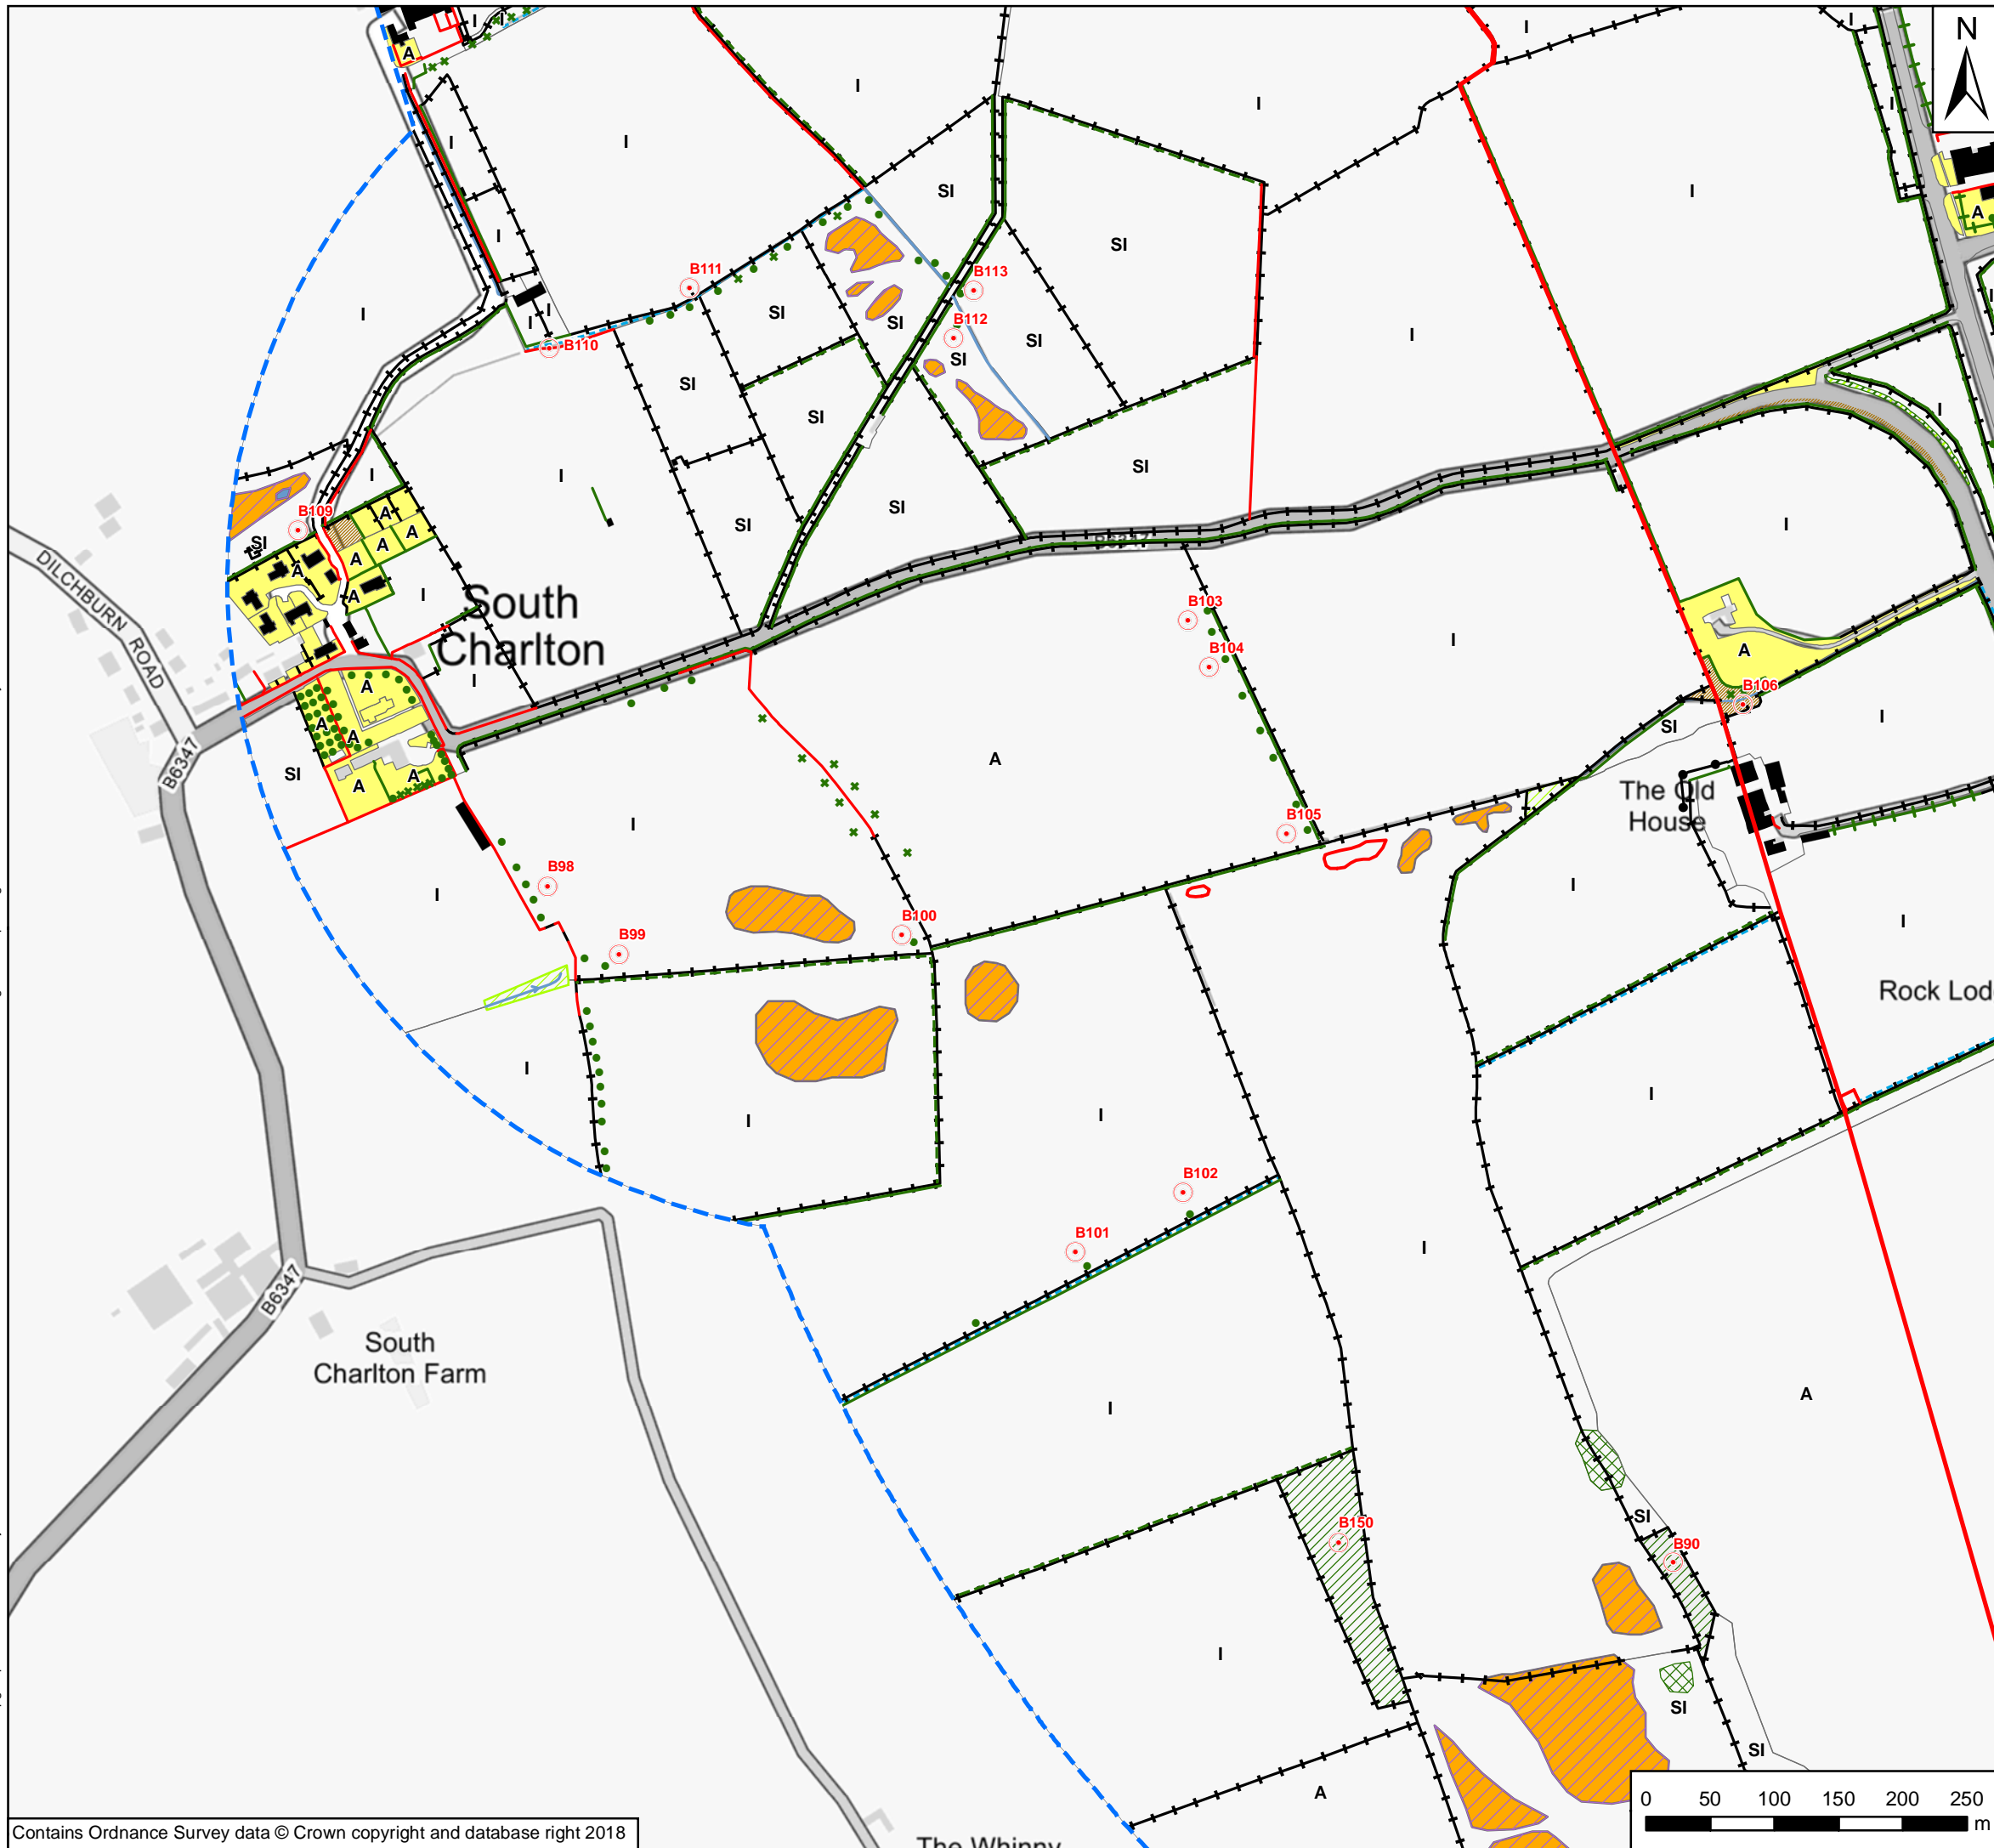 N
I
I
A
I
I
I
I
I
I
I
SI
A
I
SI
B113
B111
I
I
I
I
SI
SI
B112
I
B110
SI
SI
I
SI
I
SI
I
I
SI
B109
A
SI
SI
I
A
SI
A
A
A
A
I
South
Charlton
DILCHBURN ROAD
B103
I
B104
A
I
A
B106
A
A
A
SI
I
B6347
SI
A
A
A
The Old
House
I
B105
B98
I
I
B100
I
B99
Rock Lod
I
I
I
I
B102
B101
I
B6347
South
Charlton Farm
A
I
SI
B150
B90
I
SI
SI
A
0 50 100 150 200 250
m
Contains Ordnance Survey data © Crown copyright and database right 2018